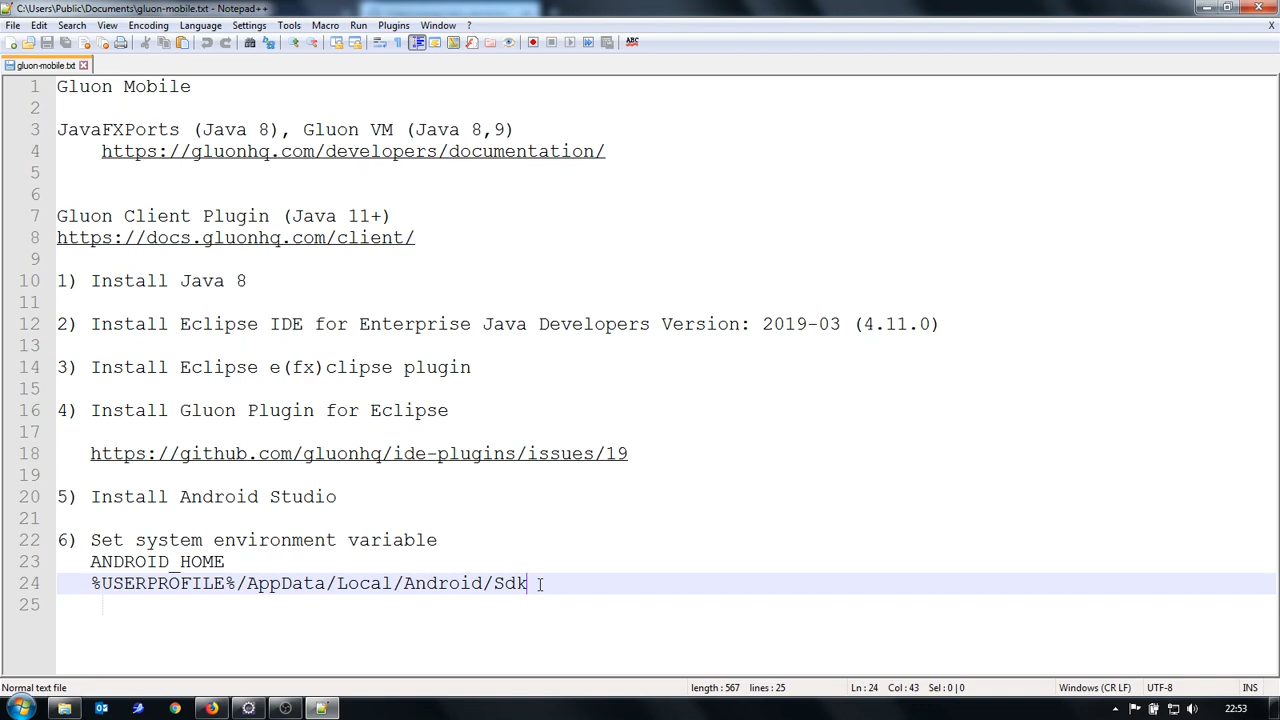 C:\Users\Public\Documents\gluon-mobile.txt - Notepad++
File Edit Search View Encoding Language Settings Tools Macro Run Plugins Window ? X
ABC
gluon-mobile.txt
1 Gluon Mobile
2
3 JavaFXPorts (Java 8), Gluon VM (Java 8,9)
4 https://gluonhq.com/developers/documentation/
5
6
7 Gluon Client Plugin (Java 11+)
8 https://docs.gluonhq.com/client/
9
10 1) Install Java 8
11
12 2) Install Eclipse IDE for Enterprise Java Developers Version: 2019-03 (4.11.0)
13
14 3) Install Eclipse e(fx)clipse plugin
15
16 4) Install Gluon Plugin for Eclipse
17
18 https://github.com/gluonhq/ide-plugins/issues/19
19
20 5) Install Android Studio
21
22 6) Set system environment variable
23 ANDROID_HOME
24 %USERPROFILE%/AppData/Local/Android/Sdk
25
Normal text file length : 567 lines : 25 Ln : 24 Col : 43 Sel : 0 | 0 Windows (CR LF) UTF-8 INS
22:53